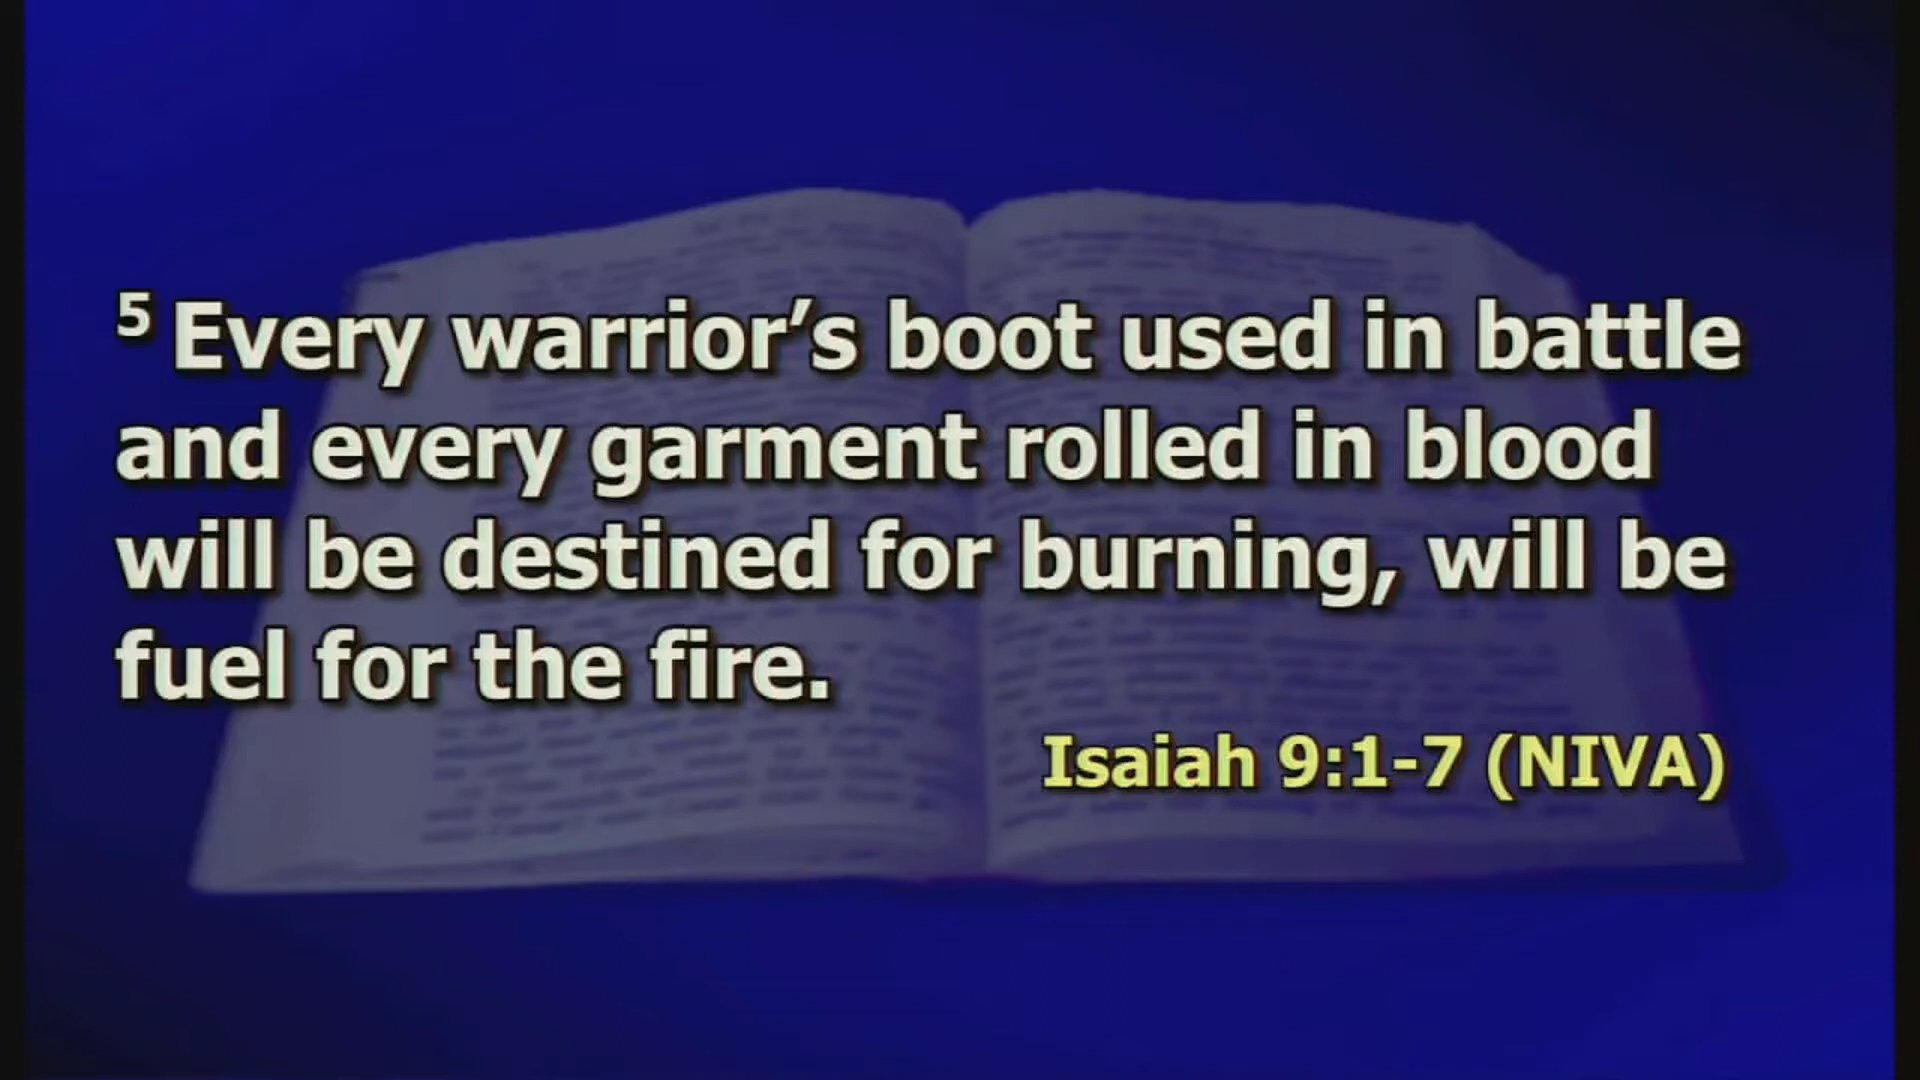 5 Every warrior’s boot used in battle
and every garment rolled in blood
will be destined for burning, will be
fuel for the fire.
Isaiah 9:1-7 (NIVA)